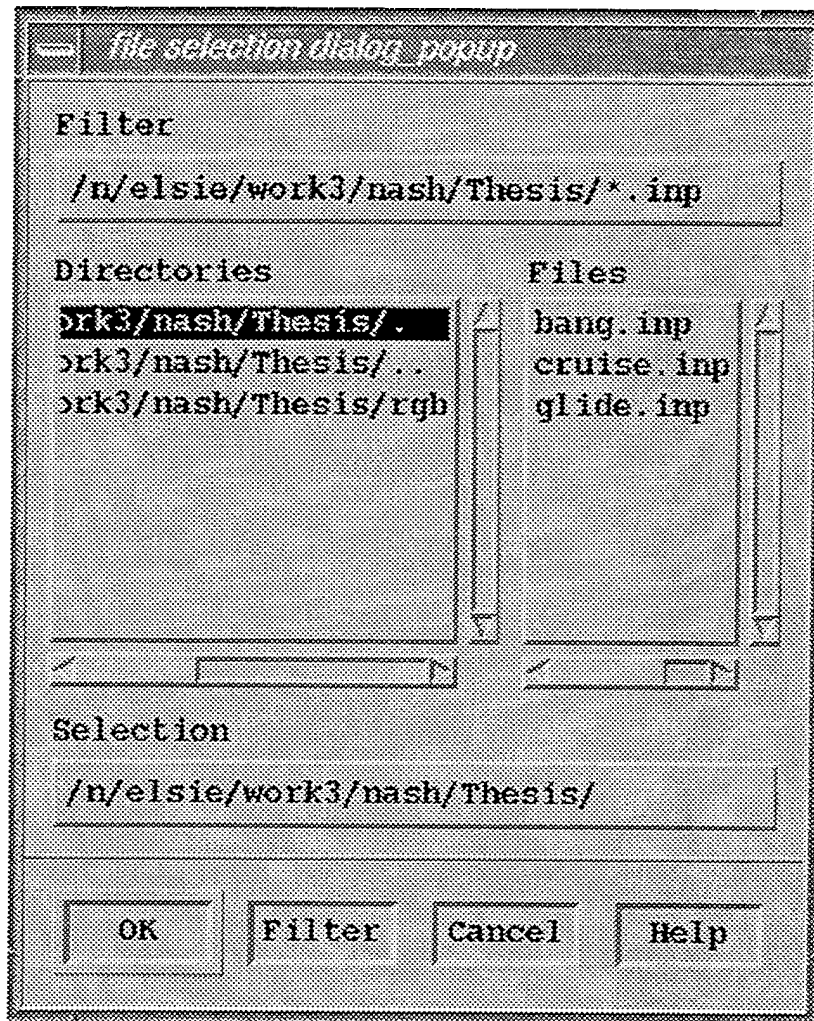 file selection dialog_popup
Filter
/n/elsie/work3/nash/Thesis/*.inp
Directories
ork3/nash/Thesis/.
ork3/nash/Thesis/..
ork3/nash/Thesis/rgb
Files
bang.inp
cruise.inp
glide.inp
Selection
/n/elsie/work3/nash/Thesis/
OK Filter Cancel Help